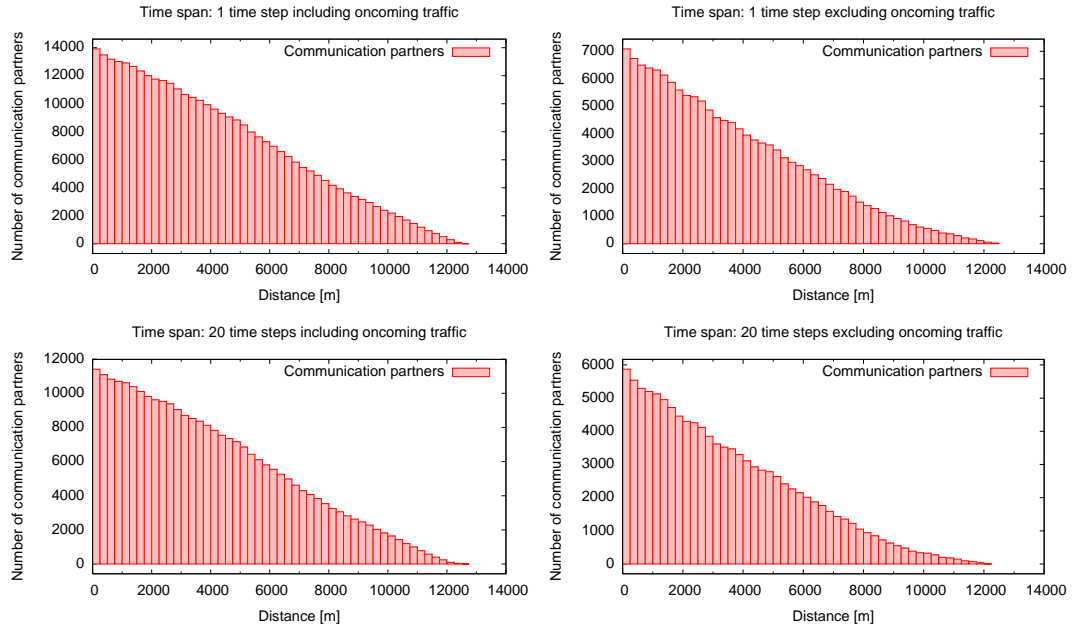 Time span: 1 time step including oncoming traffic
Number of communication partners
14000
12000
10000
8000
6000
4000
2000
0
Communication partners
0 2000 4000 6000 8000 10000 12000 14000
Distance [m]
Time span: 1 time step excluding oncoming traffic
Number of communication partners
7000
6000
5000
4000
3000
2000
1000
0
Communication partners
0 2000 4000 6000 8000 10000 12000 14000
Distance [m]
Time span: 20 time steps including oncoming traffic
Number of communication partners
12000
10000
8000
6000
4000
2000
0
Communication partners
0 2000 4000 6000 8000 10000 12000 14000
Distance [m]
Time span: 20 time steps excluding oncoming traffic
Number of communication partners
6000
5000
4000
3000
2000
1000
0
Communication partners
0 2000 4000 6000 8000 10000 12000 14000
Distance [m]